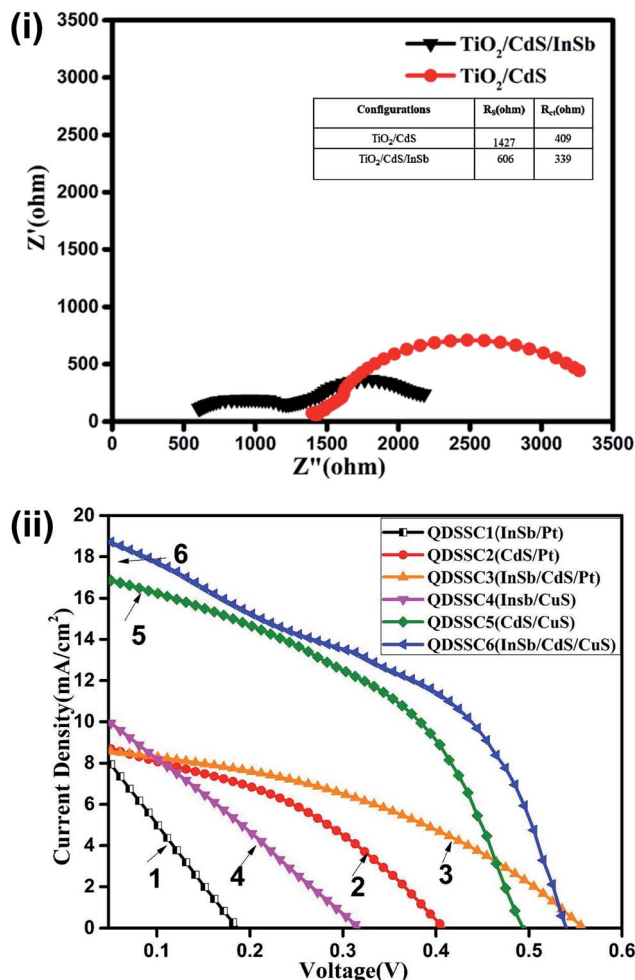 (i)
3500
3000
2500
2000
1500
1000
500
0
Z'(ohm)
TiO2/CdS/InSb
TiO2/CdS
Configurations Rs(ohm) Rct(ohm)
TiO2/CdS 1427 409
TiO2/CdS/InSb 606 339
0 500 1000 1500 2000 2500 3000 3500
Z"(ohm)
(ii)
20
18
16
14
12
10
8
6
4
2
0
Current Density(mA/cm²)
QDSSC1(InSb/Pt)
QDSSC2(CdS/Pt)
QDSSC3(InSb/CdS/Pt)
QDSSC4(Insb/CuS)
QDSSC5(CdS/CuS)
QDSSC6(InSb/CdS/CuS)
6
5
1
4
2
3
0.1 0.2 0.3 0.4 0.5 0.6
Voltage(V)